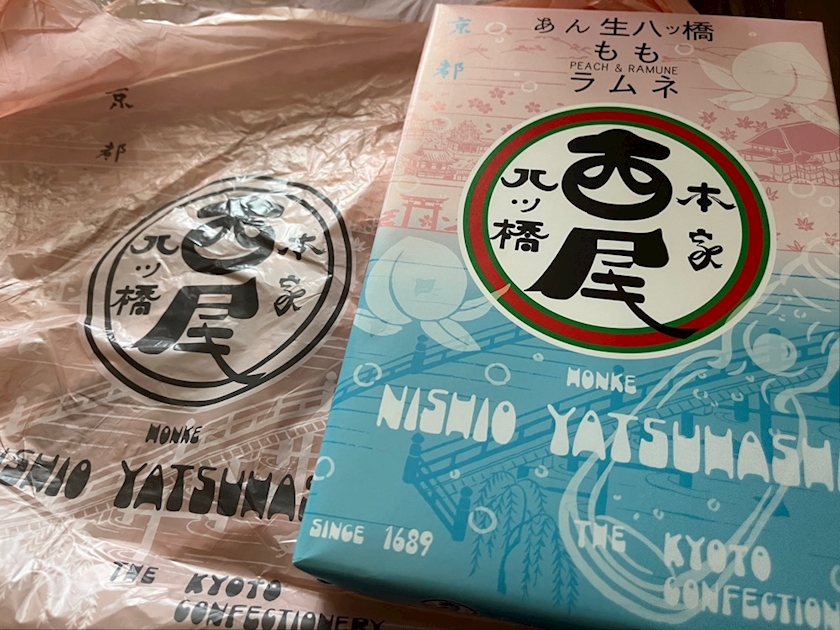 京都
本家
西尾
八ッ橋
MONKE
NISHIO YATSUHAS
THE KYOTO
CONFECTIONERY
京都
あん生八ッ橋
もも
PEACH & RAMUNE
ラムネ
本家
西尾
八ッ橋
HONKE
NISHIO YATSUHASHI
SINCE 1689
THE KYOTO
CONFECTION